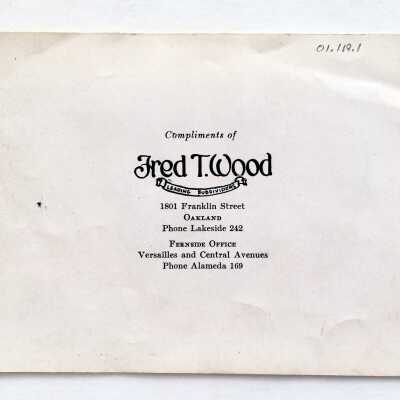 01.119.1
Compliments of
Fred T. Wood
LEADING SUBDIVIDERS
1801 Franklin Street
OAKLAND
Phone Lakeside 242
FERNSIDE OFFICE
Versailles and Central Avenues
Phone Alameda 169